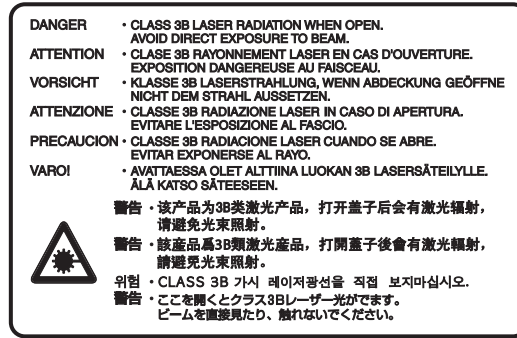 DANGER · CLASS 3B LASER RADIATION WHEN OPEN.
AVOID DIRECT EXPOSURE TO BEAM.
ATTENTION · CLASE 3B RAYONNEMENT LASER EN CAS D'OUVERTURE.
EXPOSITION DANGEREUSE AU FAISCEAU.
VORSICHT · KLASSE 3B LASERSTRAHLUNG, WENN ABDECKUNG GEÖFFNE
NICHT DEM STRAHL AUSSETZEN.
ATTENZIONE · CLASSE 3B RADIAZIONE LASER IN CASO DI APERTURA.
EVITARE L'ESPOSIZIONE AL FASCIO.
PRECAUCION · CLASSE 3B RADIACIONE LASER CUANDO SE ABRE.
EVITAR EXPONERSE AL RAYO.
VARO! · AVATTAESSA OLET ALTTIINA LUOKAN 3B LASERSÄTEILYLLE.
ÄLÄ KATSO SÄTEESEEN.
警告 · 该产品为3B类激光产品，打开盖子后会有激光辐射，
请避免光束照射。
警告 · 該産品爲3B類激光産品，打開蓋子後會有激光輻射，
請避免光束照射。
위험 · CLASS 3B 가시 레이저광선을 직접 보지마십시오.
警告 · ここを開くとクラス3Bレーザー光がでます。
ビームを直接見たり、触れないでください。